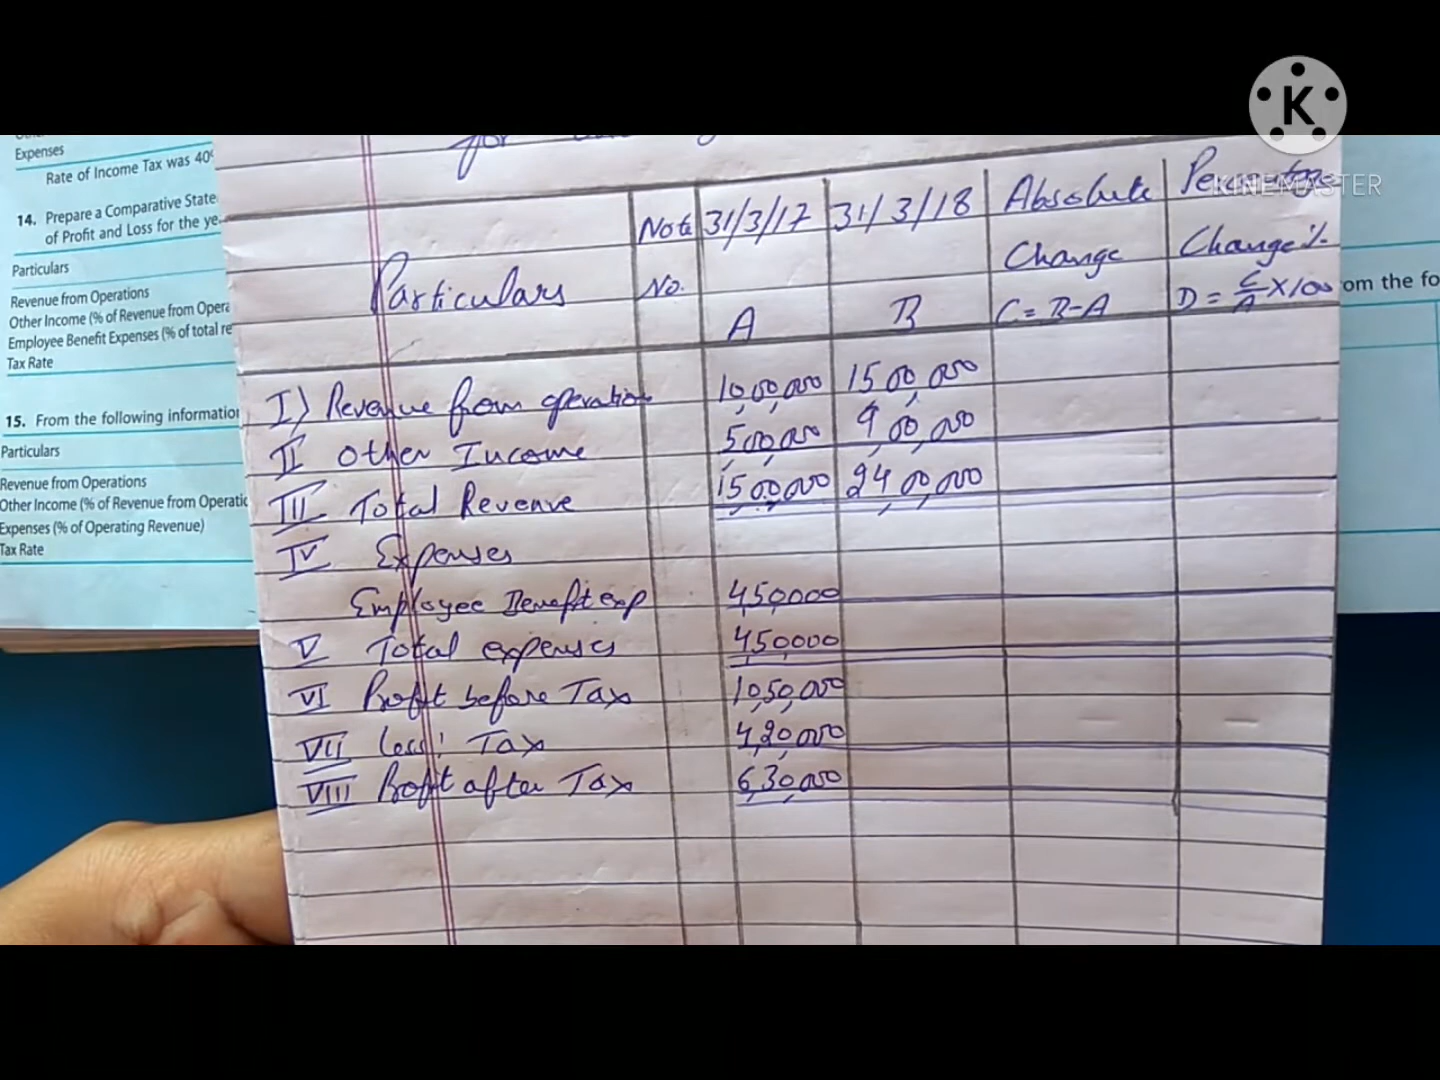 K
KINEMASTER
Expenses
Rate of Income Tax was 40
14. Prepare a Comparative State
of Profit and Loss for the ye
Particulars
Revenue from Operations
Other Income (% of Revenue from Opera
Employee Benefit Expenses (% of total re
Tax Rate
15. From the following information
Particulars
Revenue from Operations
Other Income (% of Revenue from Operatio
Expenses (% of Operating Revenue)
Tax Rate
om the fo
for
Particulars Note No. 31/3/17 31/3/18 Absolute Change Percentage Change %
A B C = B-A D = C/A X100
I) Revenue from operation 10,00,000 15,00,000
II Other Income 5,00,000 9,00,000
III Total Revenue 15,00,000 24,00,000
IV Expenses
Employee Benefit exp 450000
V Total expenses 450000
VI Profit before Tax 10,50,000
VII Less: Tax 4,20,000
VIII Profit after Tax 6,30,000